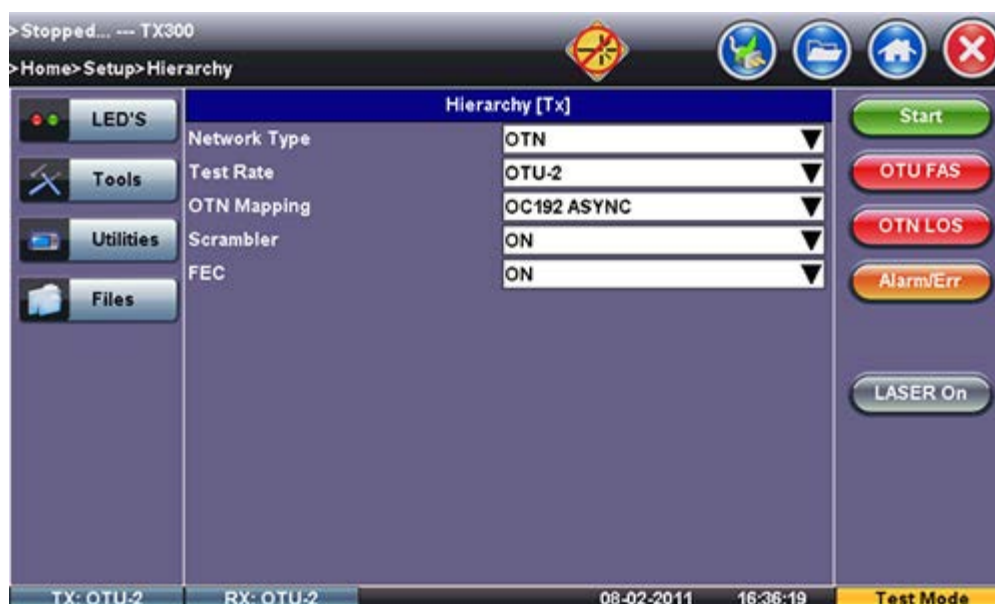 >Stopped... --- TX300
>Home>Setup>Hierarchy
LED'S
Tools
Utilities
Files
Hierarchy [Tx]
Network Type OTN
Test Rate OTU-2
OTN Mapping OC192 ASYNC
Scrambler ON
FEC ON
Start
OTU FAS
OTN LOS
Alarm/Err
LASER On
TX: OTU-2 RX: OTU-2 08-02-2011 16:36:19 Test Mode